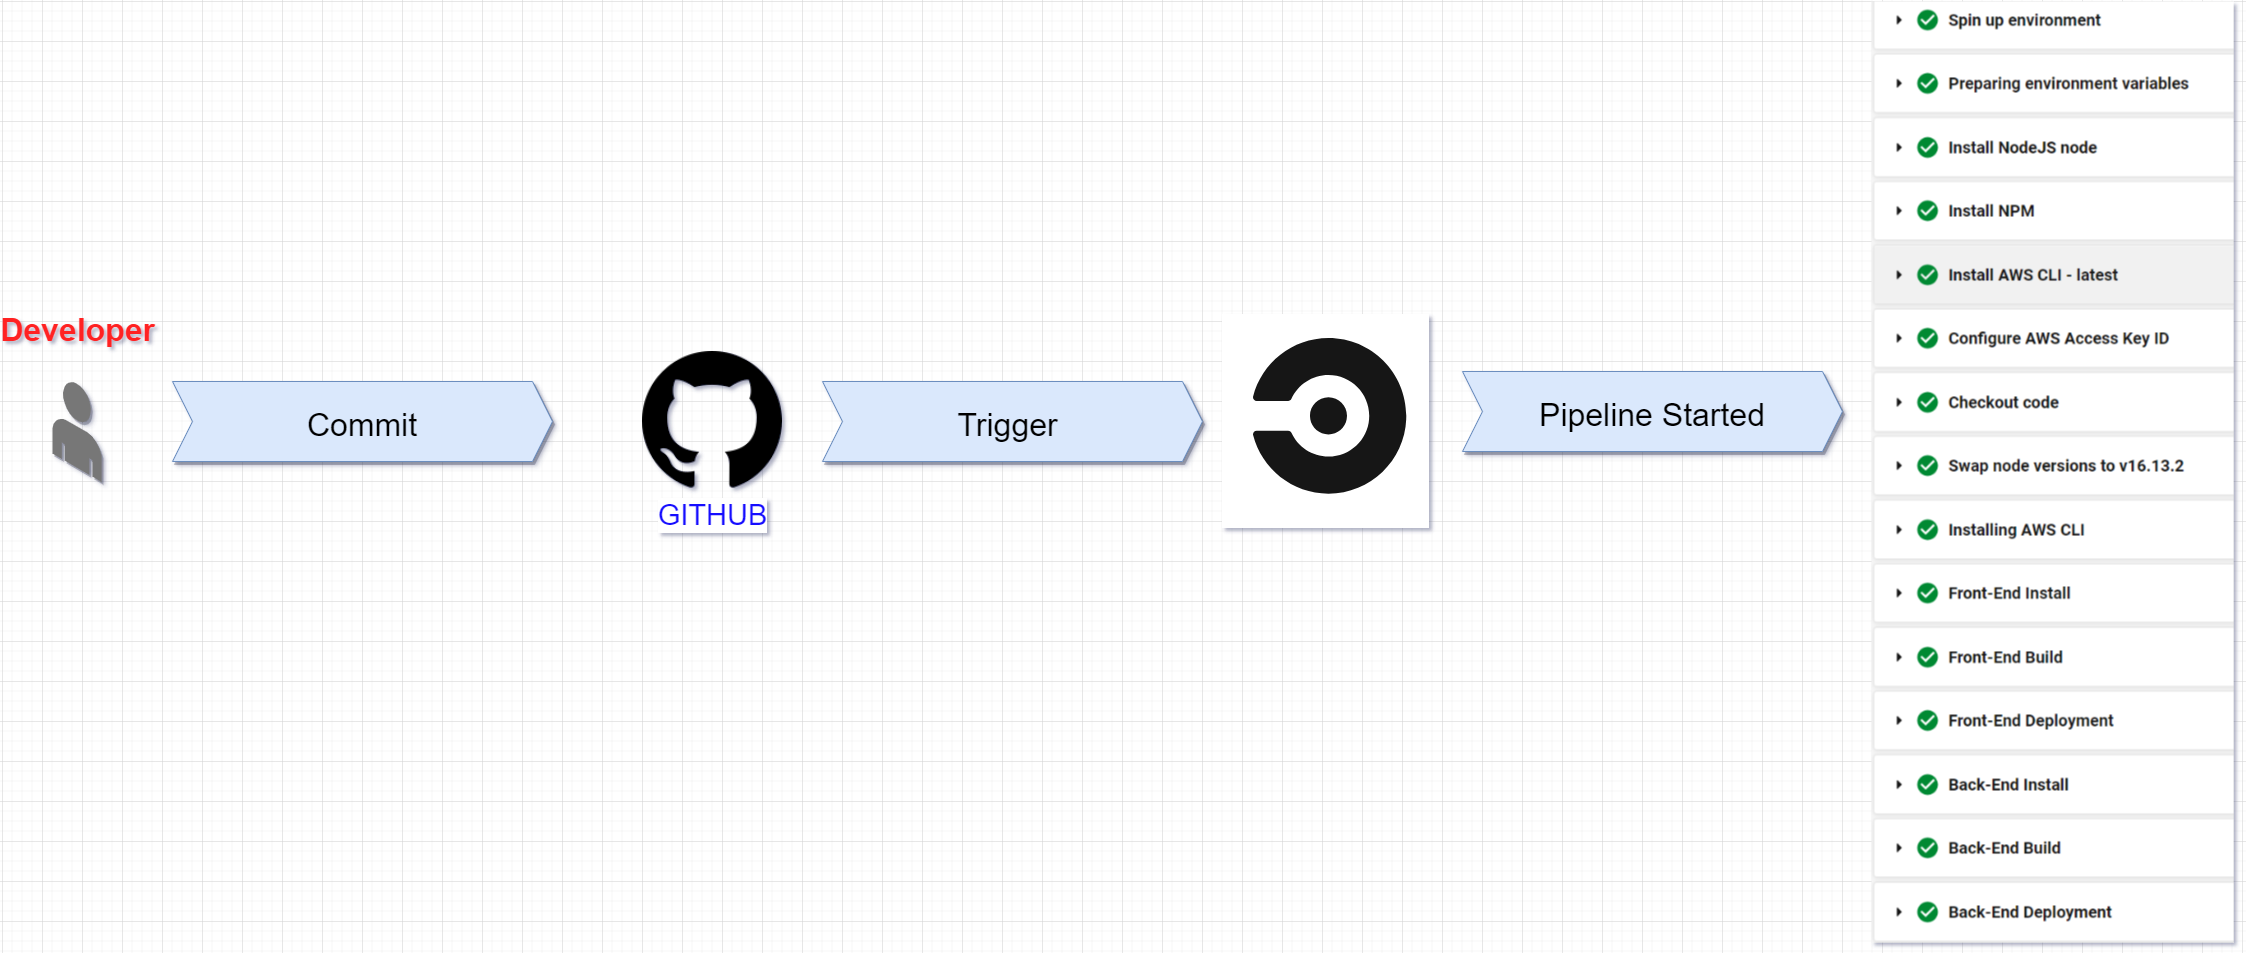 Developer
Commit
GITHUB
Trigger
Pipeline Started
Spin up environment
Preparing environment variables
Install NodeJS node
Install NPM
Install AWS CLI - latest
Configure AWS Access Key ID
Checkout code
Swap node versions to v16.13.2
Installing AWS CLI
Front-End Install
Front-End Build
Front-End Deployment
Back-End Install
Back-End Build
Back-End Deployment